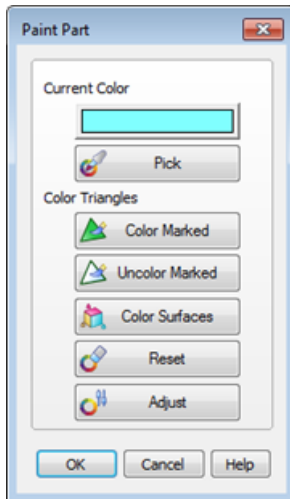 Paint Part
Current Color
Pick
Color Triangles
Color Marked
Uncolor Marked
Color Surfaces
Reset
Adjust
OK Cancel Help